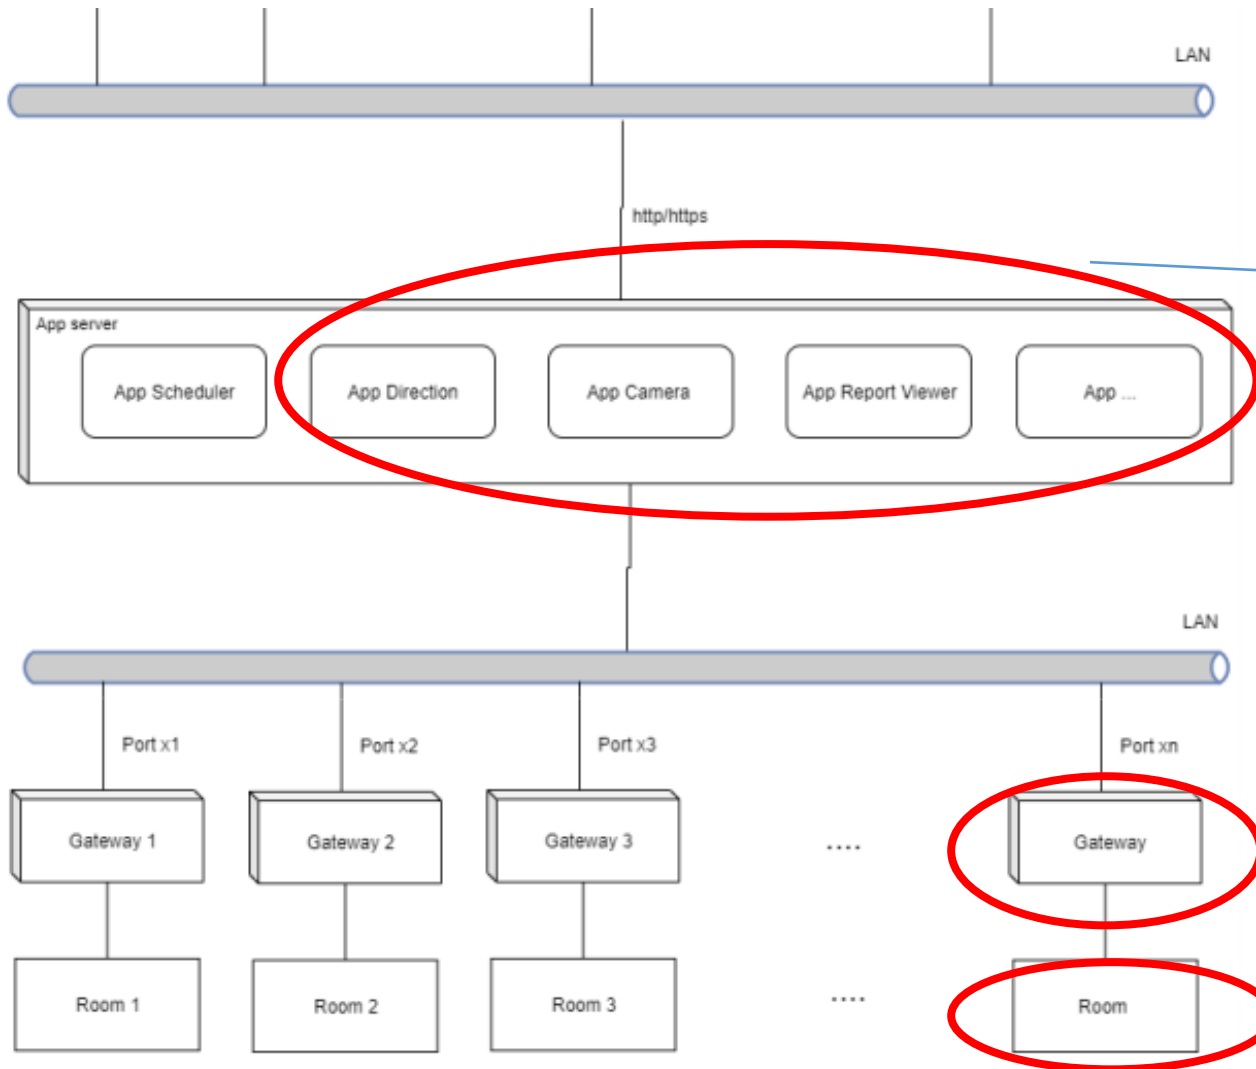 LAN
http/https
App server
App Scheduler
App Direction
App Camera
App Report Viewer
App ...
LAN
Port x1
Port x2
Port x3
Port xn
Gateway 1
Gateway 2
Gateway 3
....
Gateway
Room 1
Room 2
Room 3
....
Room